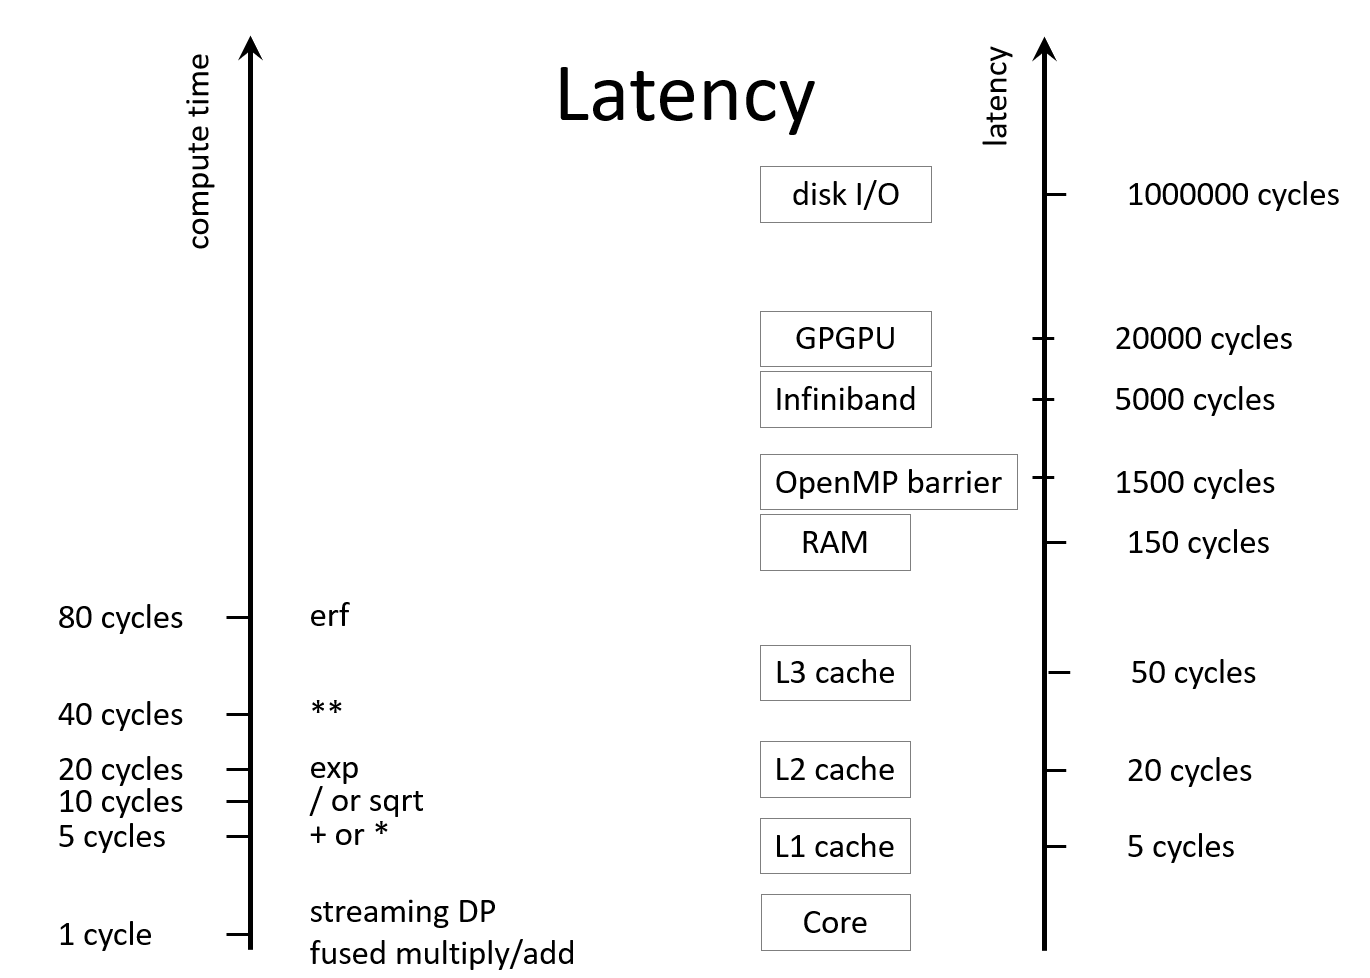 Latency
compute time
latency
disk I/O
1000000 cycles
GPGPU
20000 cycles
Infiniband
5000 cycles
OpenMP barrier
1500 cycles
RAM
150 cycles
80 cycles
erf
L3 cache
50 cycles
40 cycles
**
20 cycles
exp
L2 cache
20 cycles
10 cycles
/ or sqrt
5 cycles
+ or *
L1 cache
5 cycles
1 cycle
streaming DP
fused multiply/add
Core